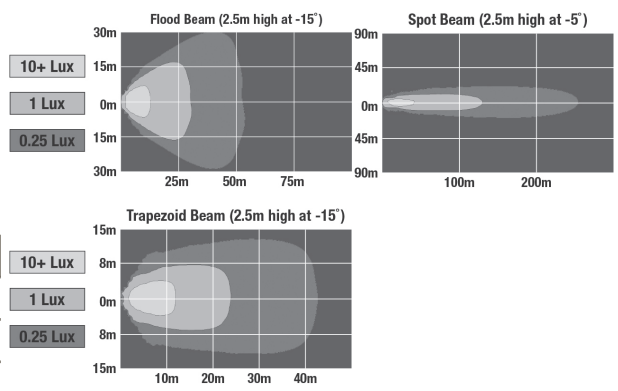 Flood Beam (2.5m high at -15˚)
30m
15m
0m
15m
30m
25m
50m
75m
10+ Lux
1 Lux
0.25 Lux
Spot Beam (2.5m high at -5˚)
90m
45m
0m
45m
90m
100m
200m
Trapezoid Beam (2.5m high at -15˚)
15m
8m
0m
8m
15m
10m
20m
30m
40m
10+ Lux
1 Lux
0.25 Lux